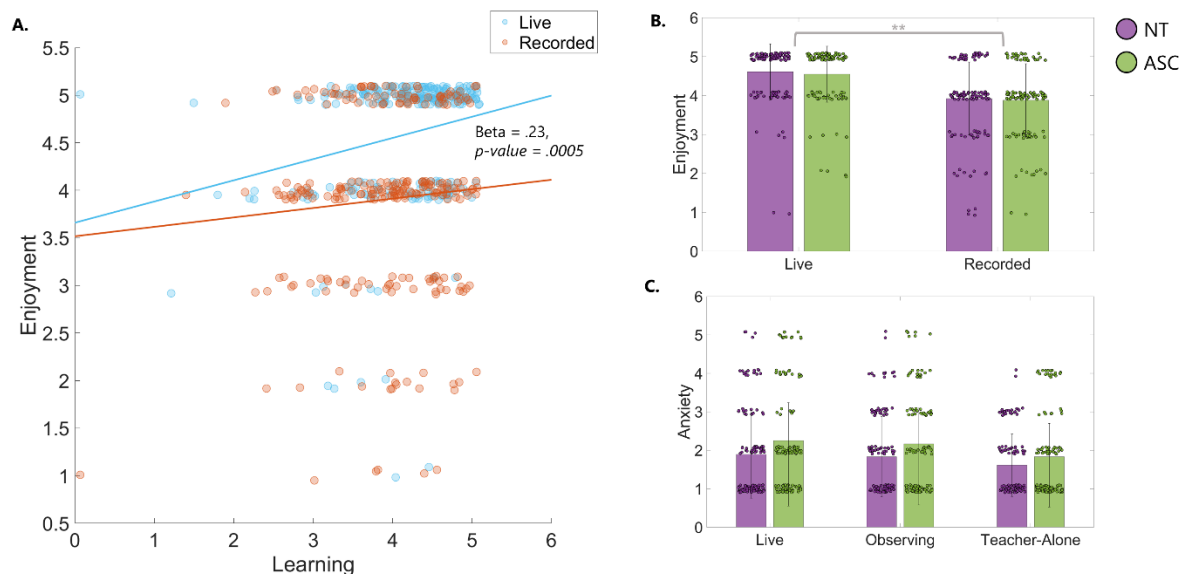 A.
Live
Recorded
5.5
5
4.5
4
3.5
3
2.5
2
1.5
1
0.5
Enjoyment
Beta = .23,
p-value = .0005
0 1 2 3 4 5 6
Learning
B.
**
NT
ASC
6
5
4
3
2
1
0
Enjoyment
Live Recorded
C.
6
5
4
3
2
1
0
Anxiety
Live Observing Teacher-Alone